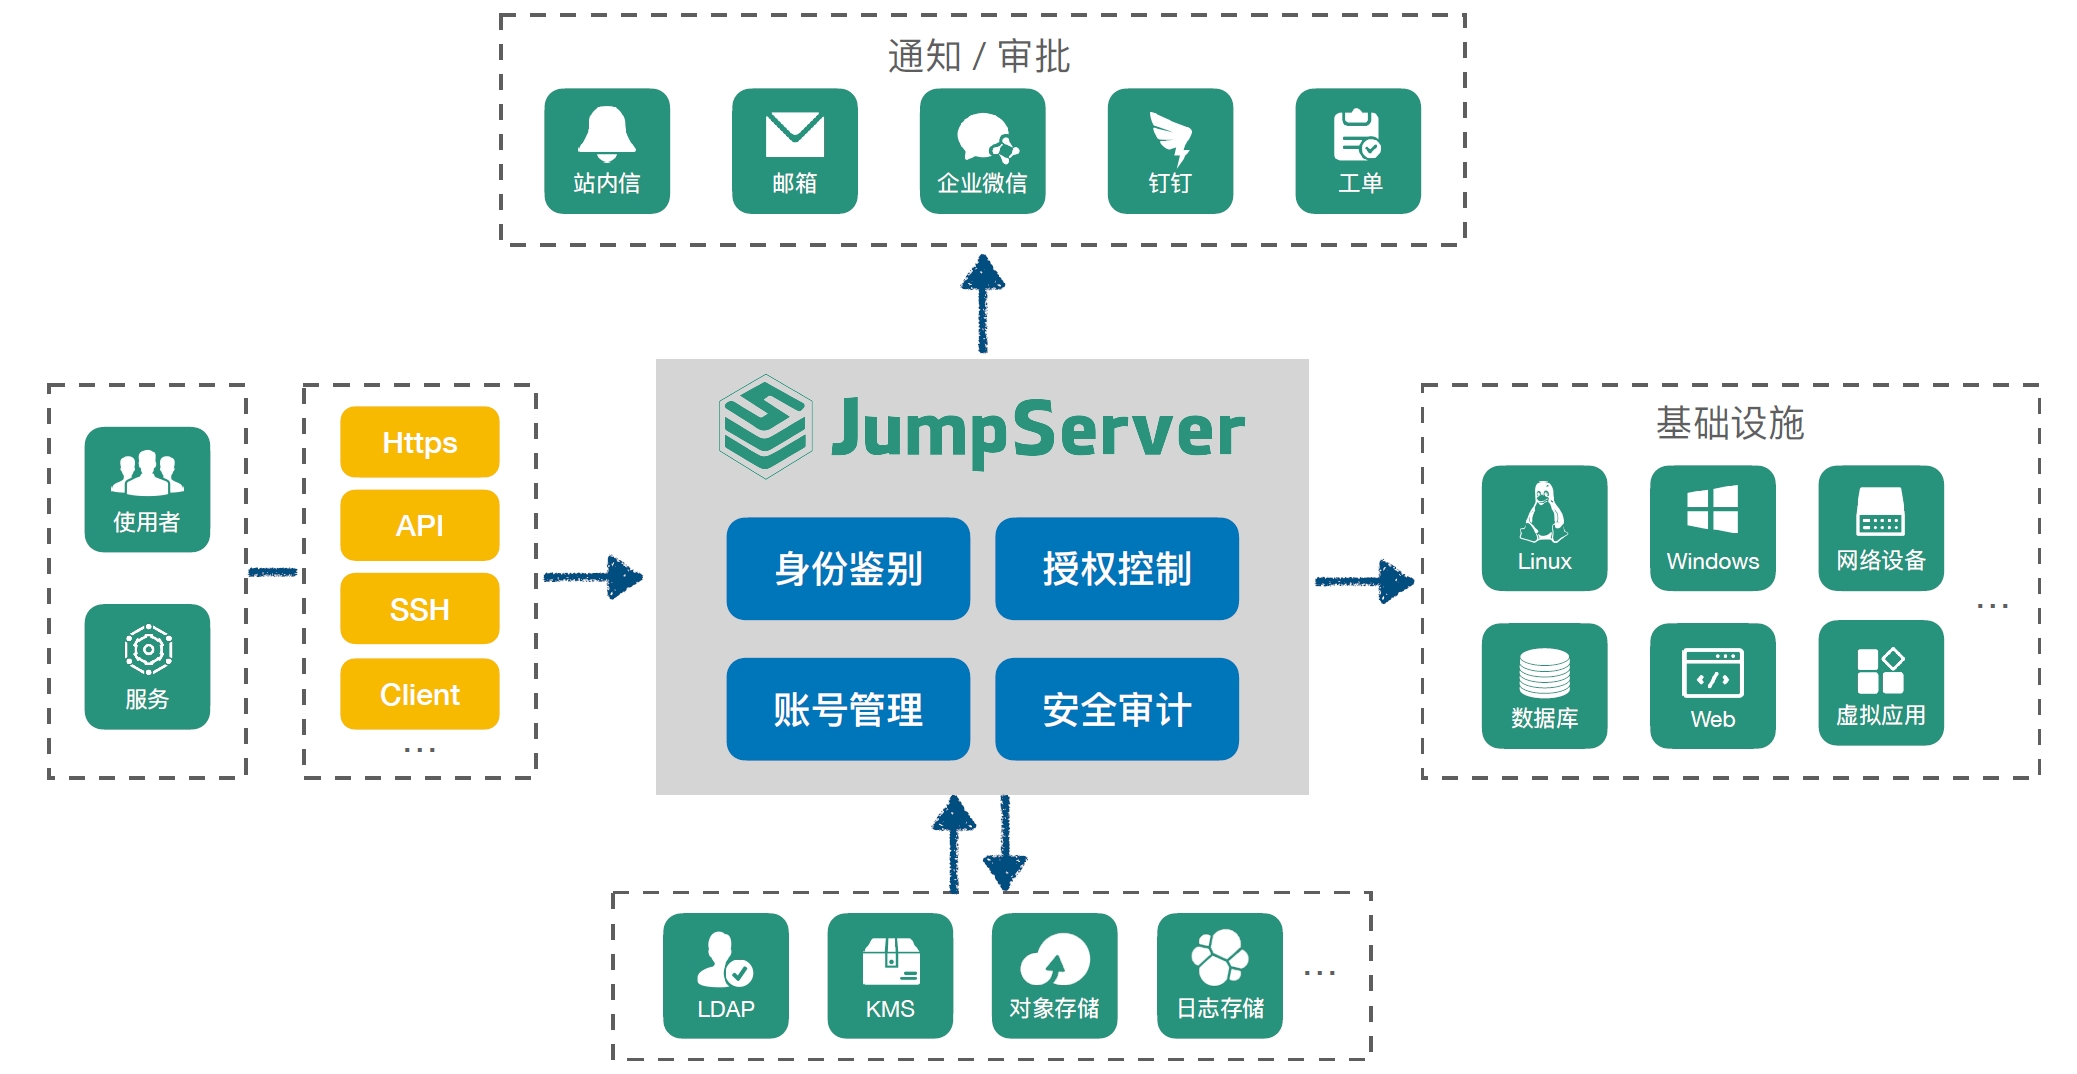 通知 / 审批
站内信
邮箱
企业微信
钉钉
工单
使用者
服务
Https
API
SSH
Client
...
JumpServer
身份鉴别
授权控制
账号管理
安全审计
基础设施
Linux
Windows
网络设备
...
数据库
Web
虚拟应用
LDAP
KMS
对象存储
日志存储
...